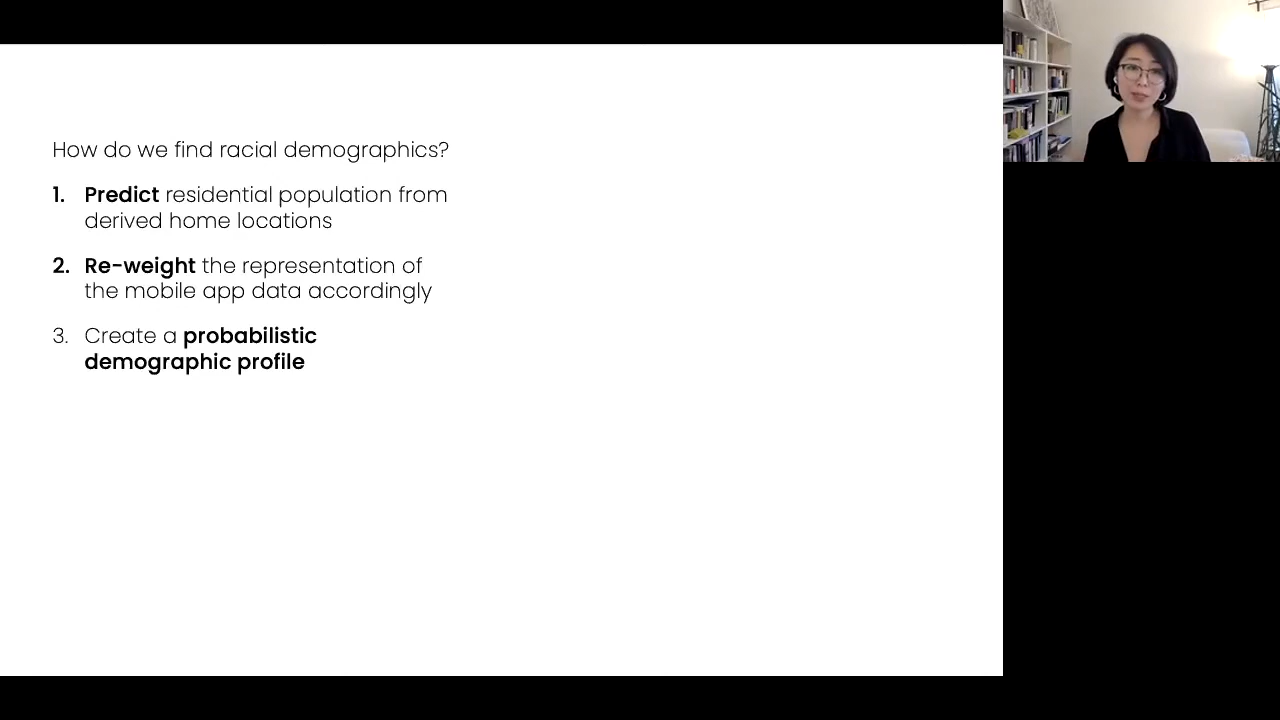 How do we find racial demographics?
1. Predict residential population from
derived home locations
2. Re-weight the representation of
the mobile app data accordingly
3. Create a probabilistic
demographic profile